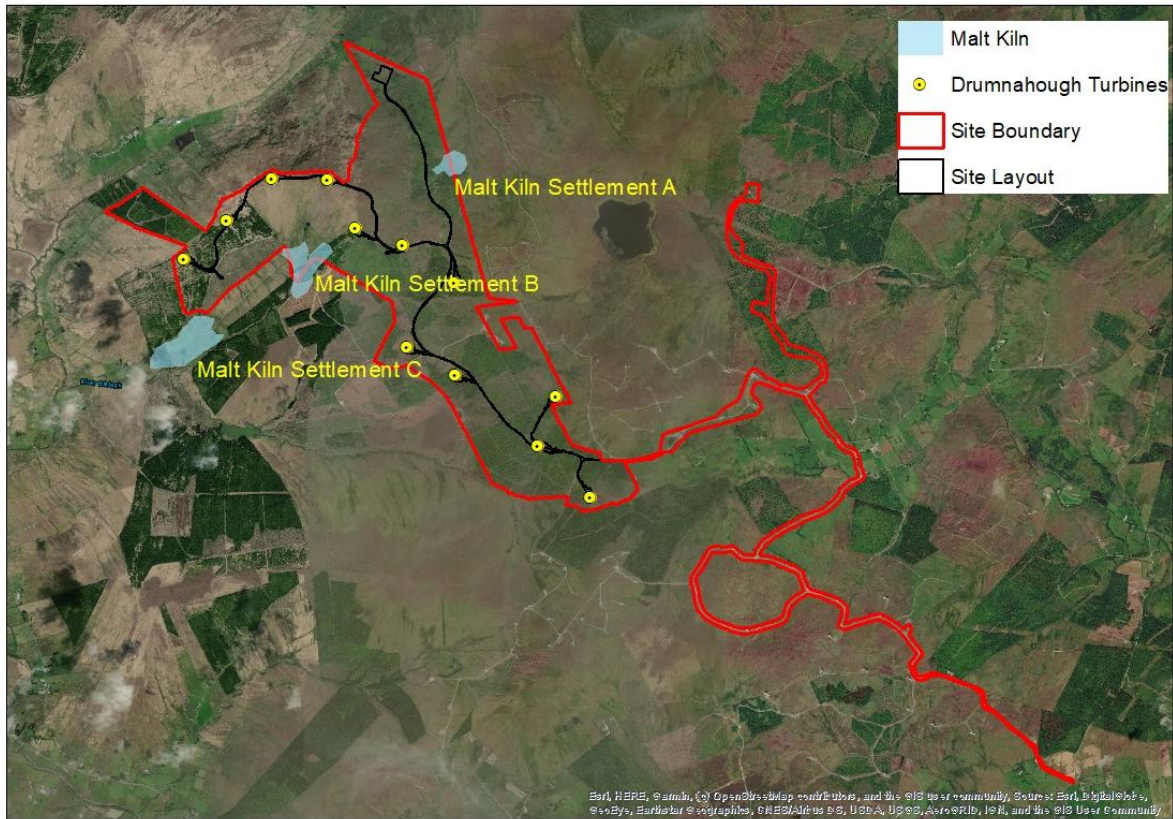 Malt Kiln
Drumnahough Turbines
Site Boundary
Site Layout
Malt Kiln Settlement A
Malt Kiln Settlement B
Malt Kiln Settlement C
River
Esri, HERE, Garmin, (c) OpenStreetMap contributors, and the GIS user community, Source: Esri, DigitalGlobe,
GeoEye, Earthstar Geographics, CNES/Airbus DS, USDA, USGS, AeroGRID, IGN, and the GIS User Community